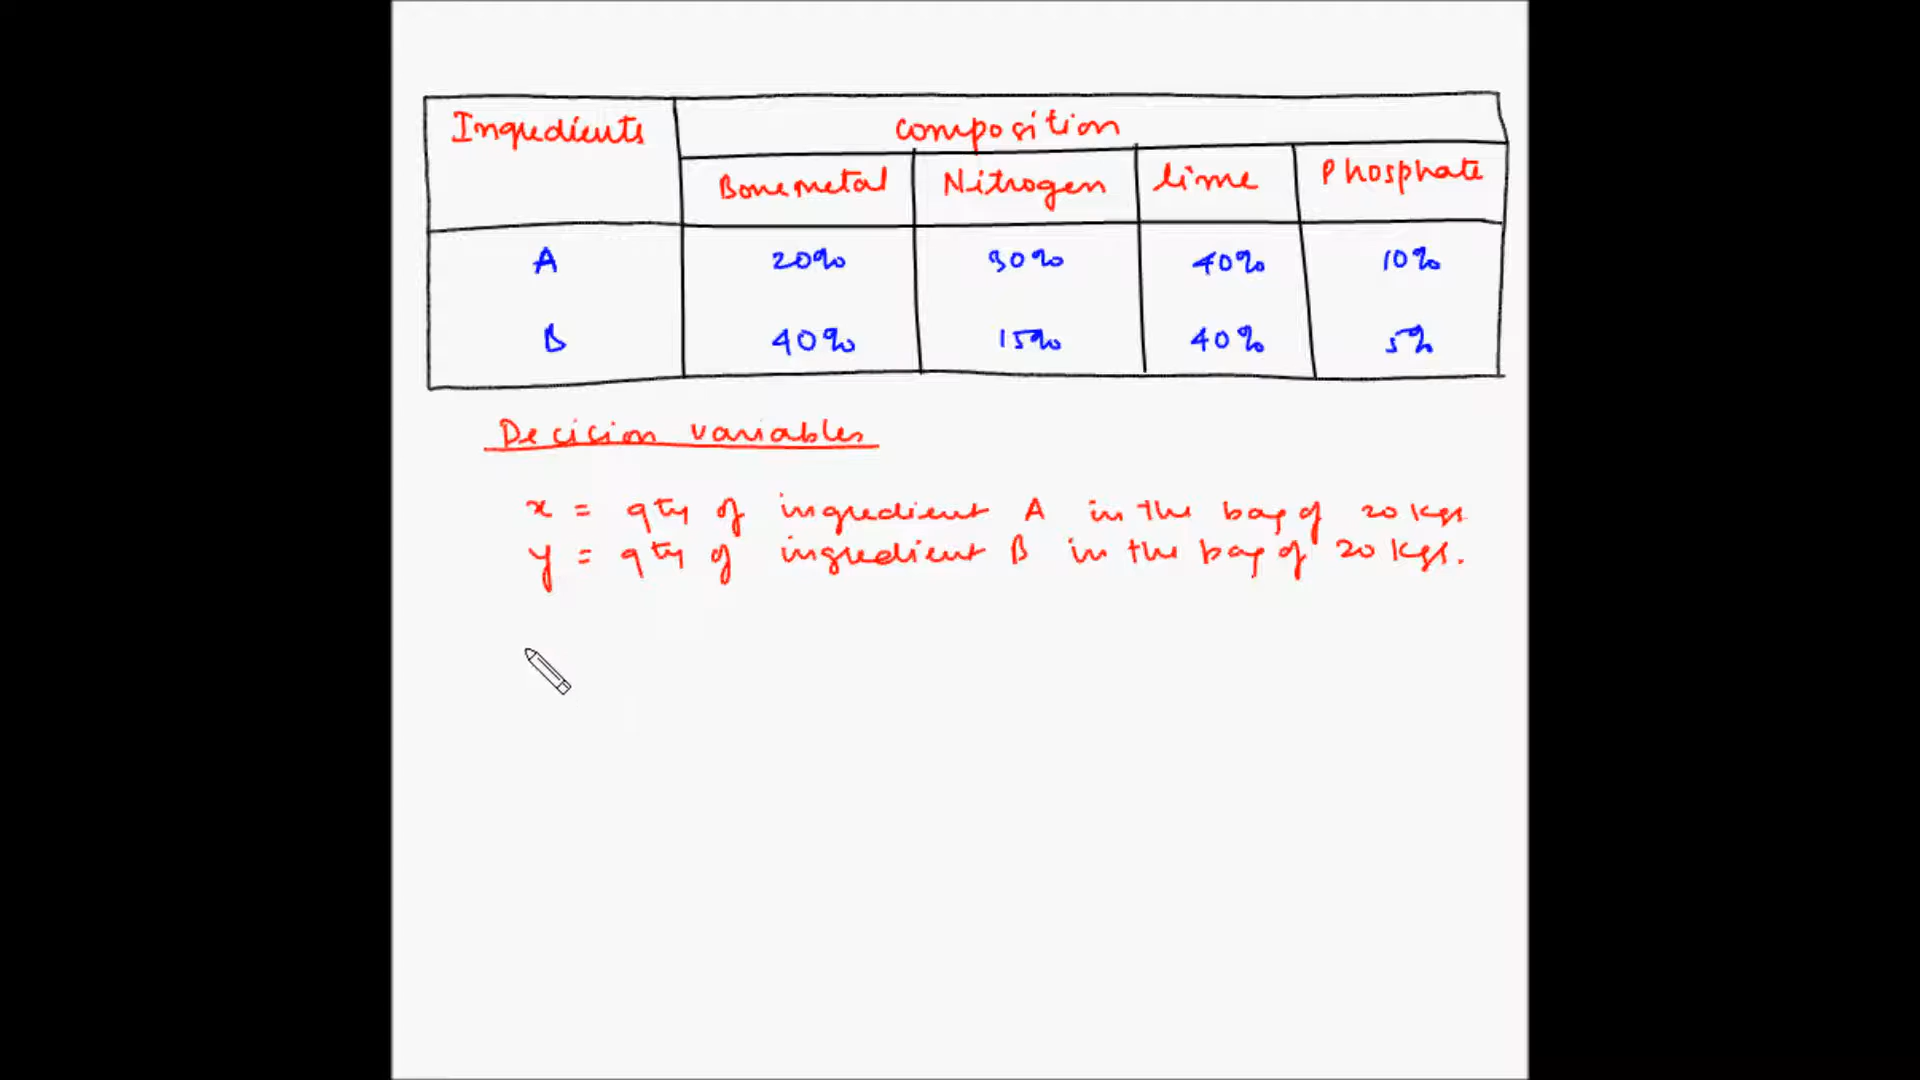 Ingredients composition
Bonemetal Nitrogen lime Phosphate
A 20% 30% 40% 10%
B 40% 15% 40% 5%
Decicion variables
x = qty of ingredient A in the bag of 20 kgs
y = qty of ingredient B in the bag of 20 kgs.